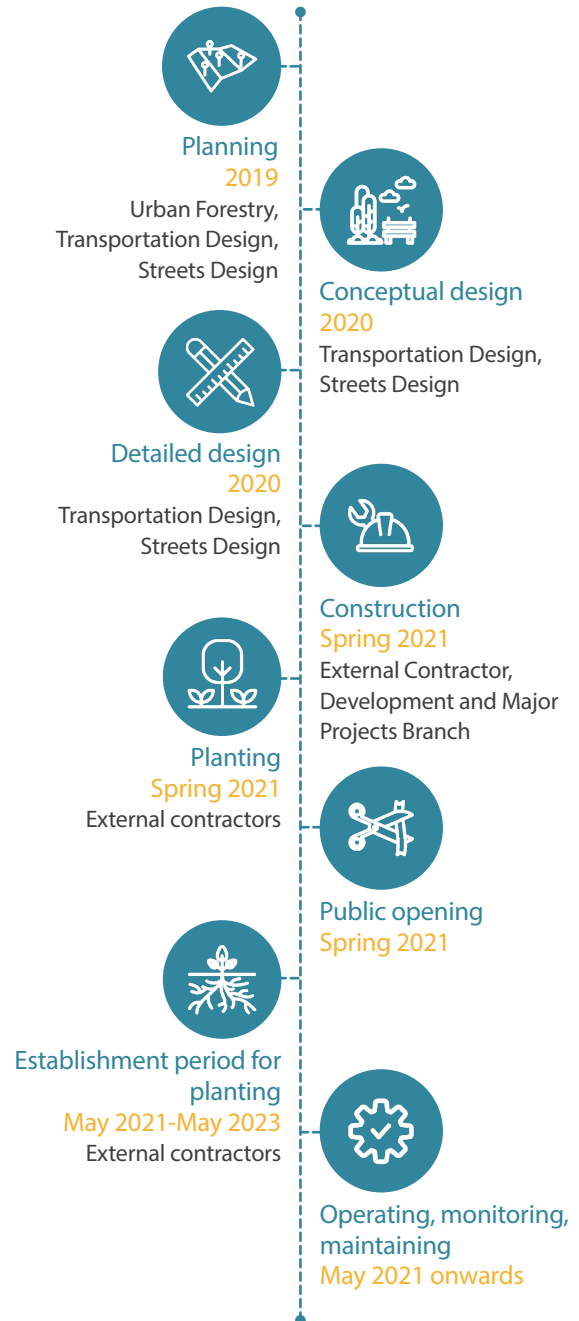 Planning
2019
Urban Forestry,
Transportation Design,
Streets Design
Conceptual design
2020
Transportation Design,
Streets Design
Detailed design
2020
Transportation Design,
Streets Design
Construction
Spring 2021
External Contractor,
Development and Major
Projects Branch
Planting
Spring 2021
External contractors
Public opening
Spring 2021
Establishment period for
planting
May 2021-May 2023
External contractors
Operating, monitoring,
maintaining
May 2021 onwards